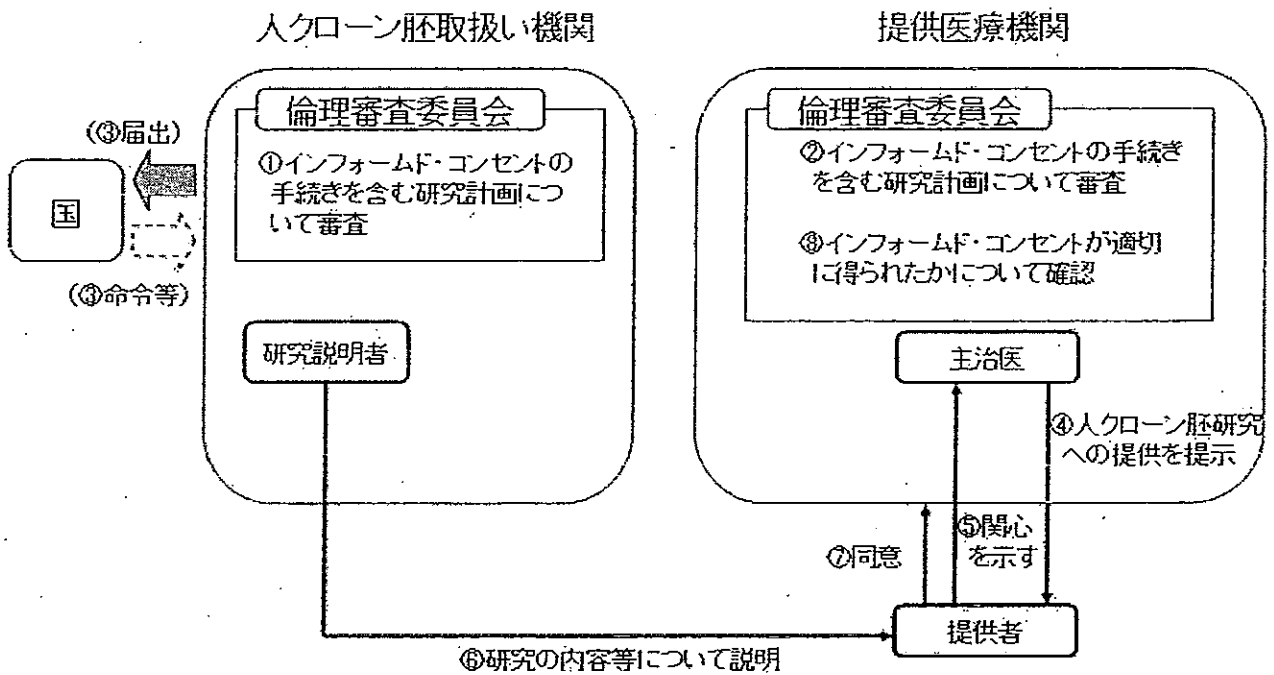 人クローン胚取扱い機関
提供医療機関
倫理審査委員会
①インフォームド・コンセントの
手続きを含む研究計画につ
いて審査
倫理審査委員会
②インフォームド・コンセントの手続き
を含む研究計画について審査
⑧インフォームド・コンセントが適切
に得られたかについて確認
(③届出)
国
(③命令等)
研究説明者
主治医
④人クローン胚研究
への提供を提示
⑤関心
を示す
⑦同意
提供者
⑥研究の内容等について説明